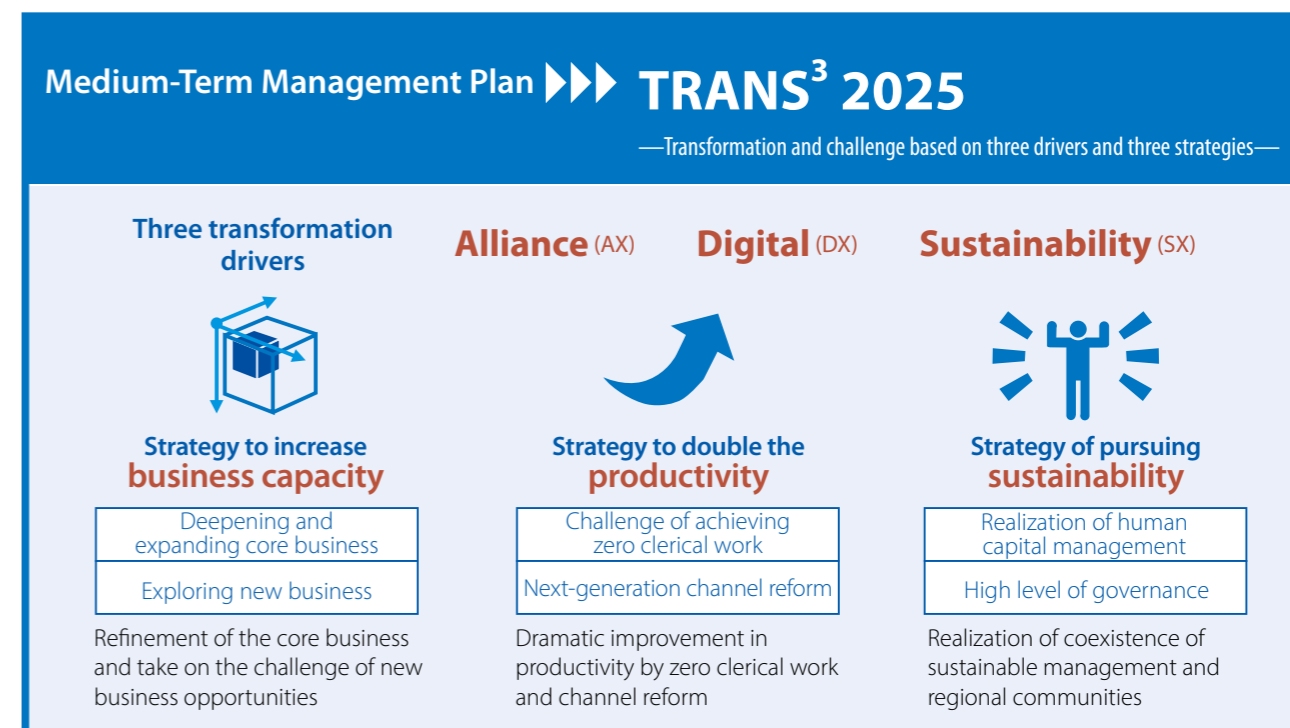 Medium-Term Management Plan
TRANS³ 2025
—Transformation and challenge based on three drivers and three strategies—
Three transformation
drivers
Alliance (AX)
Digital (DX)
Sustainability (SX)
Strategy to increase
business capacity
Deepening and
expanding core business
Exploring new business
Refinement of the core business
and take on the challenge of new
business opportunities
Strategy to double the
productivity
Challenge of achieving
zero clerical work
Next-generation channel reform
Dramatic improvement in
productivity by zero clerical work
and channel reform
Strategy of pursuing
sustainability
Realization of human
capital management
High level of governance
Realization of coexistence of
sustainable management and
regional communities